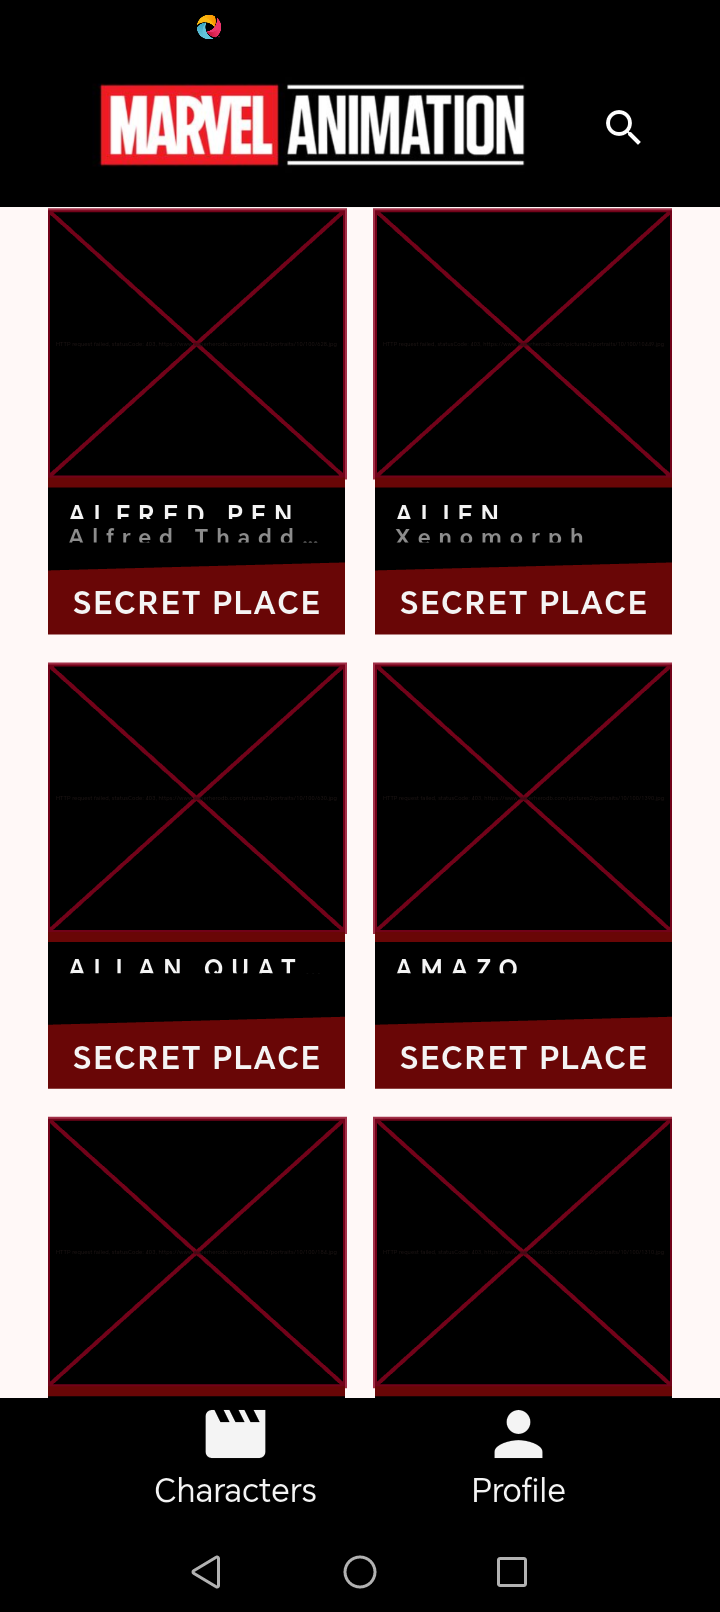 MARVEL ANIMATION
ALFRED PEN
Alfred Thadd...
ALIEN
Xenomorph
SECRET PLACE
SECRET PLACE
ALLAN QUAT
AMAZO
SECRET PLACE
SECRET PLACE
Characters
Profile